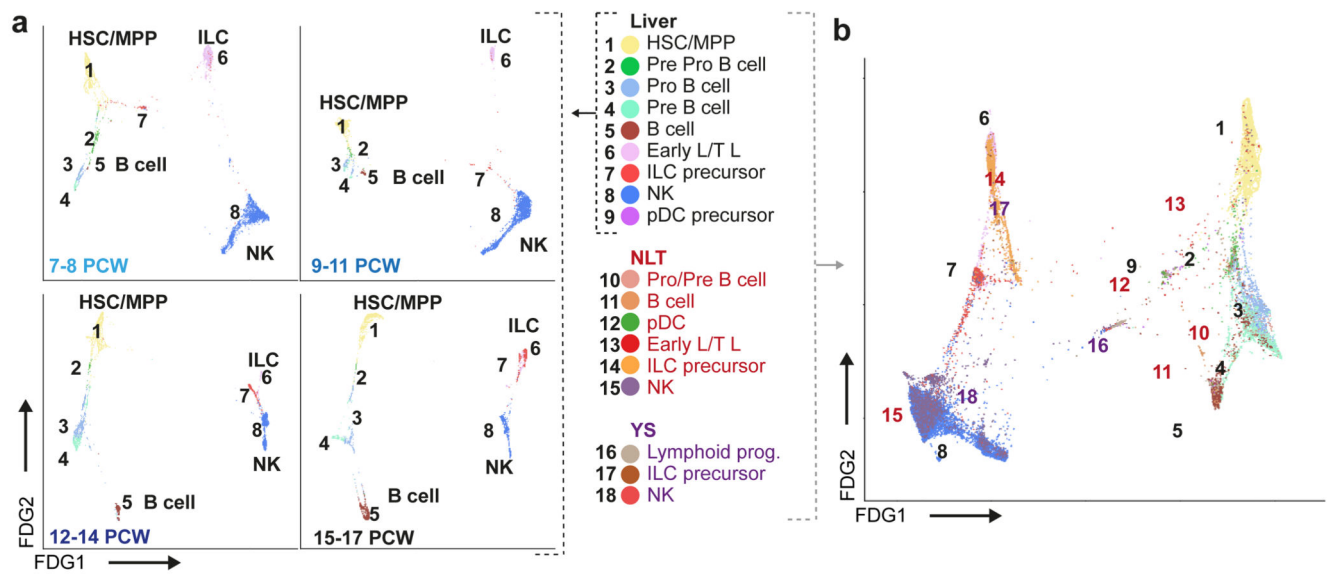 a
HSC/MPP
1
2
3
4
5 B cell
7
ILC
6
8
NK
7-8 PCW
HSC/MPP
1
2
3
4
5
B cell
ILC
6
7
8
NK
9-11 PCW
HSC/MPP
1
2
3
4
5 B cell
ILC
6
7
8
NK
12-14 PCW
HSC/MPP
1
2
3
4
B cell
5
ILC
6
7
8
NK
15-17 PCW
FDG2
FDG1
Liver
1 HSC/MPP
2 Pre Pro B cell
3 Pro B cell
4 Pre B cell
5 B cell
6 Early L/T L
7 ILC precursor
8 NK
9 pDC precursor
NLT
10 Pro/Pre B cell
11 B cell
12 pDC
13 Early L/T L
14 ILC precursor
15 NK
YS
16 Lymphoid prog.
17 ILC precursor
18 NK
b
6
1
14
17
13
7
9
2
12
3
16
10
11
4
18
15
5
8
FDG2
FDG1